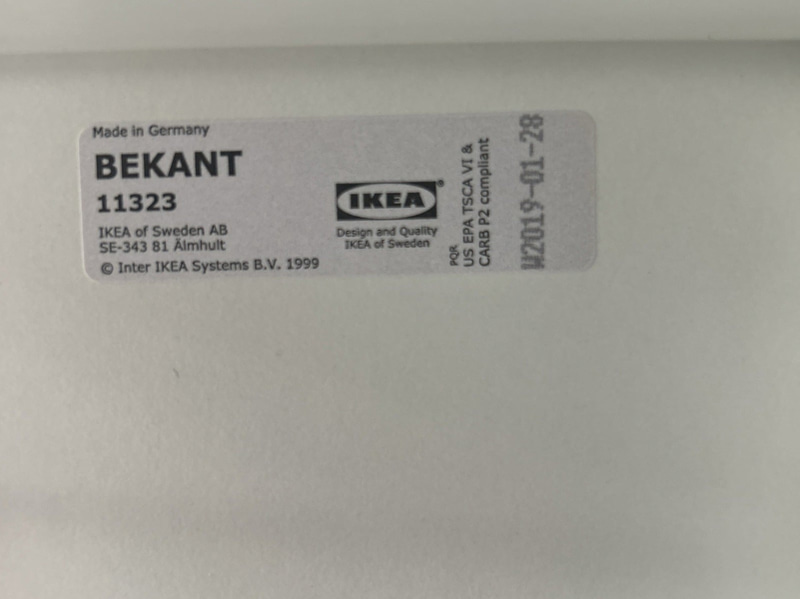 Made in Germany
BEKANT
11323
IKEA of Sweden AB
SE-343 81 Älmhult
© Inter IKEA Systems B.V. 1999
IKEA®
Design and Quality
IKEA of Sweden
PQR
US EPA TSCA VI &
CARB P2 compliant
W2019-01-28